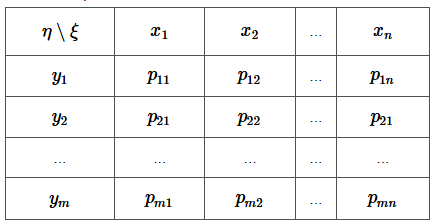 η \ ξ x₁ x₂ ... xₙ
y₁ p₁₁ p₁₂ ... p₁ₙ
y₂ p₂₁ p₂₂ ... p₂₁
... ... ... ... ...
yₘ pₘ₁ pₘ₂ ... pₘₙ